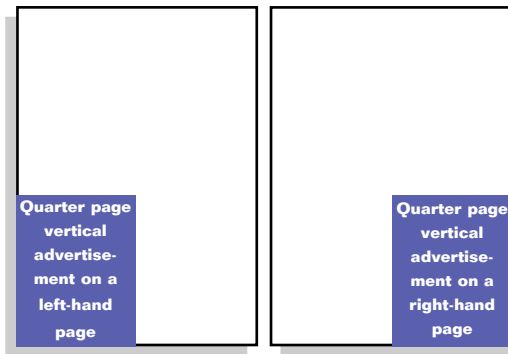 Quarter page
vertical
advertise-
ment on a
left-hand
page
Quarter page
vertical
advertise-
ment on a
right-hand
page